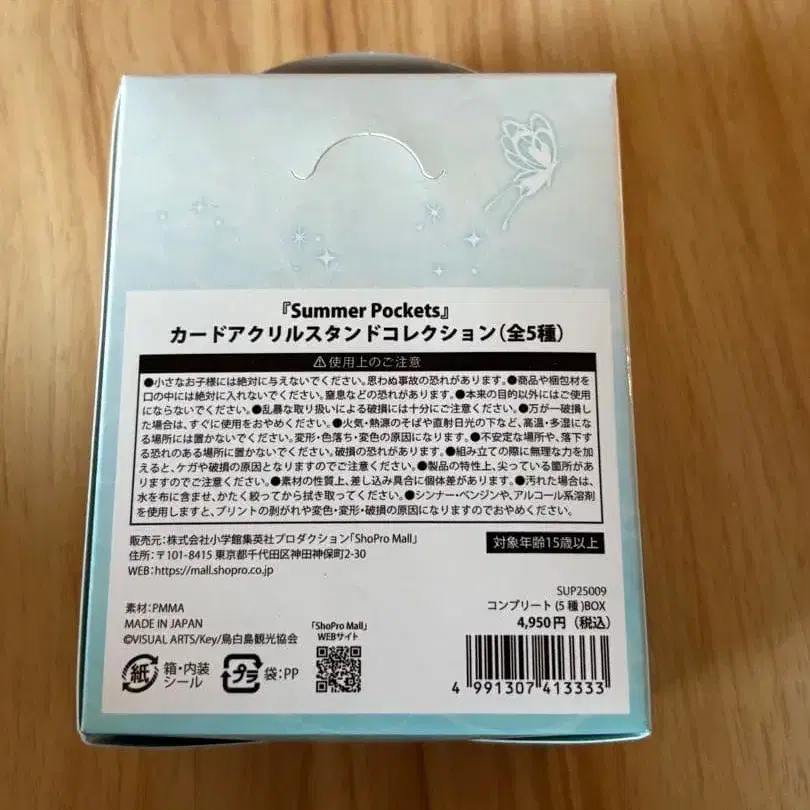 『Summer Pockets』
カードアクリルスタンドコレクション（全5種）
⚠使用上のご注意
●小さなお子様には絶対に与えないでください。思わぬ事故の恐れがあります。●商品や梱包材を
口の中には絶対に入れないでください。窒息などの恐れがあります。●本来の目的以外にはご使用
にならないでください。●乱暴な取り扱いによる破損には十分にご注意ください。●万が一破損し
た場合は、すぐに使用をおやめください。●火気・熱源のそばや直射日光の下など、高温・多湿にな
る場所には置かないでください。変形・色落ち・変色の原因になります。●不安定な場所や、落下す
る恐れのある場所に置かないでください。破損の恐れがあります。●組み立ての際に無理な力を加
えると、ケガや破損の原因となりますのでご注意ください。●製品の特性上、尖っている箇所があ
りますのでご注意ください。●素材の性質上、差し込み具合に個体差があります。●汚れた場合は、
水を布に含ませ、かたく絞ってから拭き取ってください。●シンナー・ベンジンや、アルコール系溶剤
を使用しますと、プリントの剥がれや変色・変形・破損の原因になりますのでおやめください。
販売元：株式会社小学館集英社プロダクション「ShoPro Mall」
住所：〒101-8415 東京都千代田区神田神保町2-30
WEB：https://mall.shopro.co.jp
対象年齢15歳以上
素材：PMMA
MADE IN JAPAN
©VISUAL ARTS/Key/鳥白島観光協会
紙 箱・内装
シール
プラ 袋：PP
「ShoPro Mall」
WEBサイト
SUP25009
コンプリート(5種)BOX
4,950円（税込）
4 991307 413333